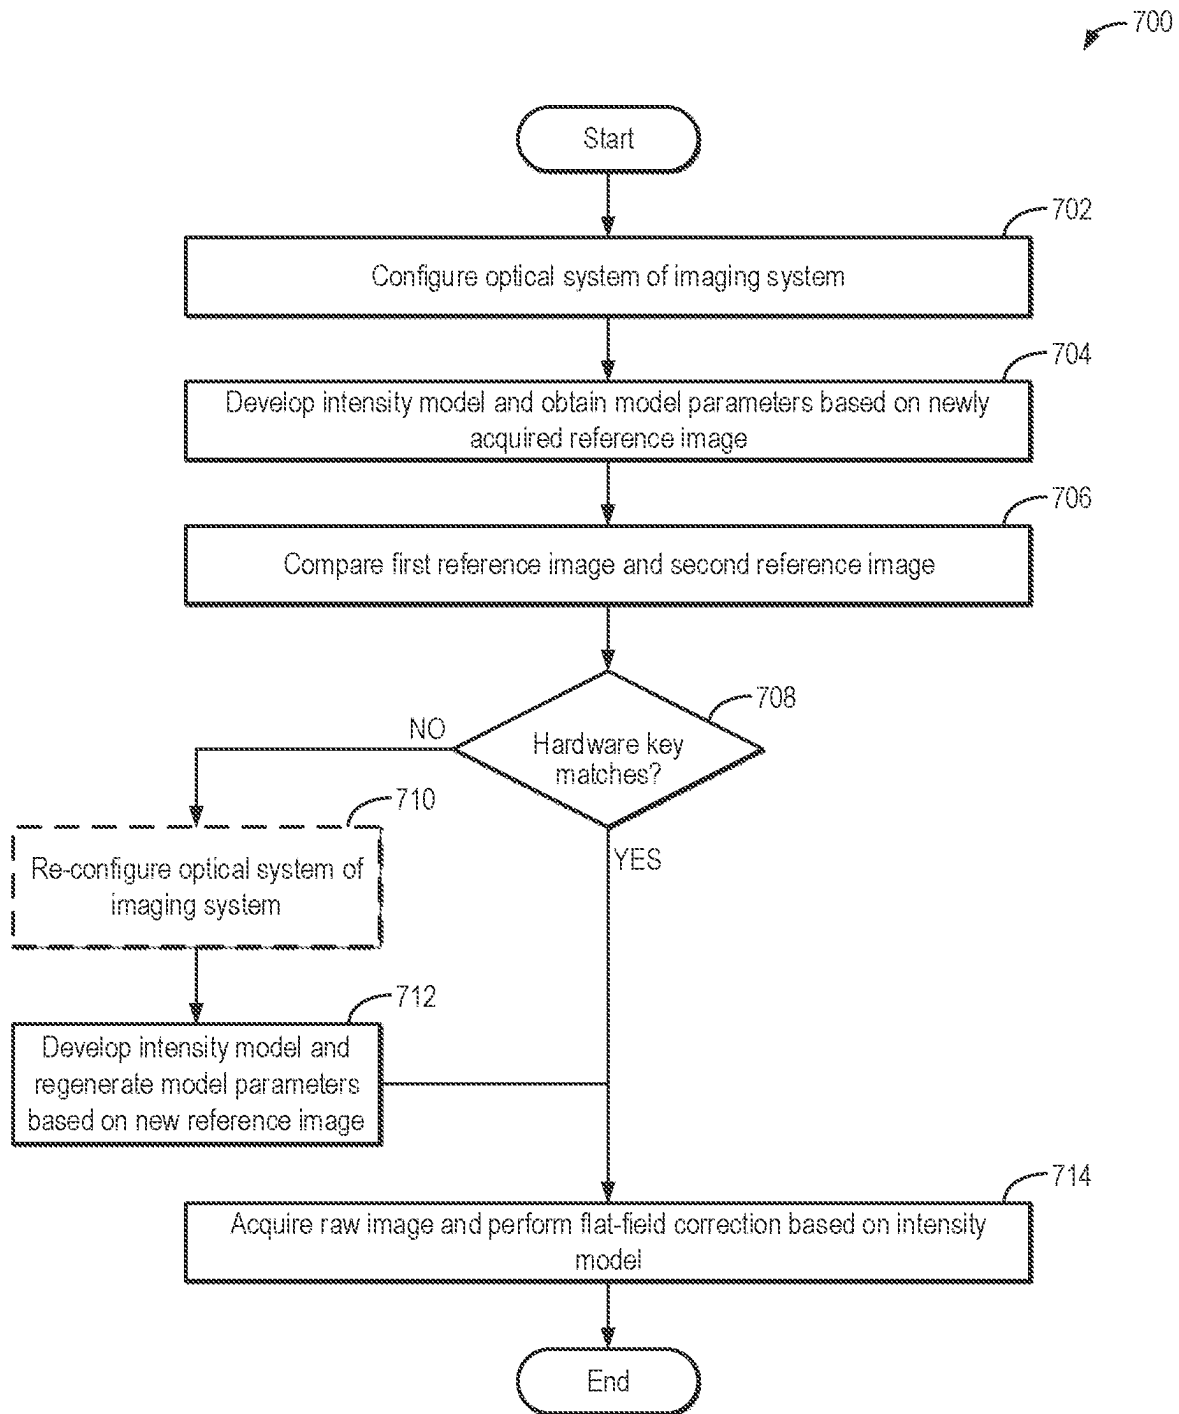 700
Start
702
Configure optical system of imaging system
704
Develop intensity model and obtain model parameters based on newly
acquired reference image
706
Compare first reference image and second reference image
708
NO
Hardware key
matches?
710
YES
Re-configure optical system of
imaging system
712
Develop intensity model and
regenerate model parameters
based on new reference image
714
Acquire raw image and perform flat-field correction based on intensity
model
End